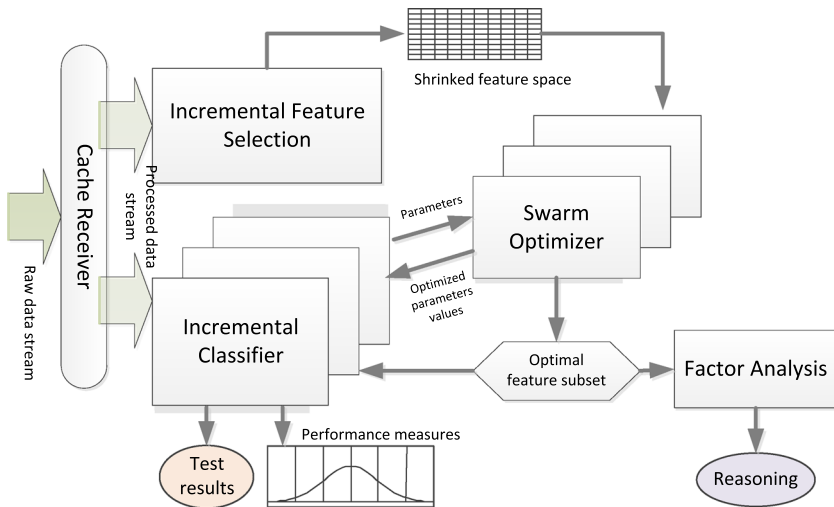 Shrinked feature space
Incremental Feature
Selection
Cache Receiver
Processed data
stream
Raw data stream
Parameters
Swarm
Optimizer
Optimized
parameters
values
Incremental
Classifier
Optimal
feature subset
Factor Analysis
Performance measures
Test
results
Reasoning